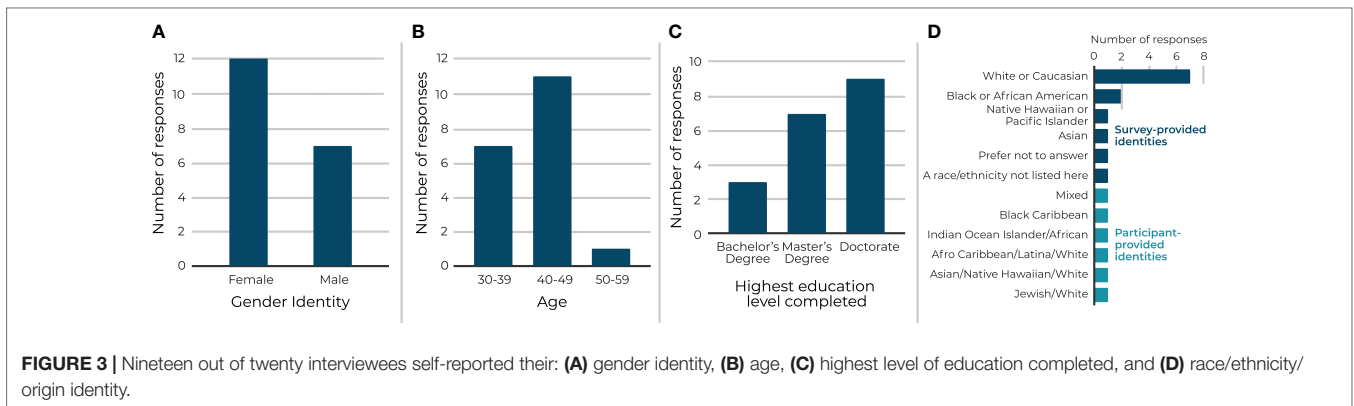 A
Number of responses
12
10
8
6
4
2
0
Female
Male
Gender Identity
B
Number of responses
12
10
8
6
4
2
0
30-39
40-49
50-59
Age
C
Number of responses
10
8
6
4
2
0
Bachelor's
Degree
Master's
Degree
Doctorate
Highest education
level completed
D
Number of responses
0 2 4 6 8
White or Caucasian
Black or African American
Native Hawaiian or
Pacific Islander
Asian
Prefer not to answer
A race/ethnicity not listed here
Survey-provided
identities
Mixed
Black Caribbean
Indian Ocean Islander/African
Afro Caribbean/Latina/White
Asian/Native Hawaiian/White
Jewish/White
Participant-
provided
identities
FIGURE 3 | Nineteen out of twenty interviewees self-reported their: (A) gender identity, (B) age, (C) highest level of education completed, and (D) race/ethnicity/
origin identity.